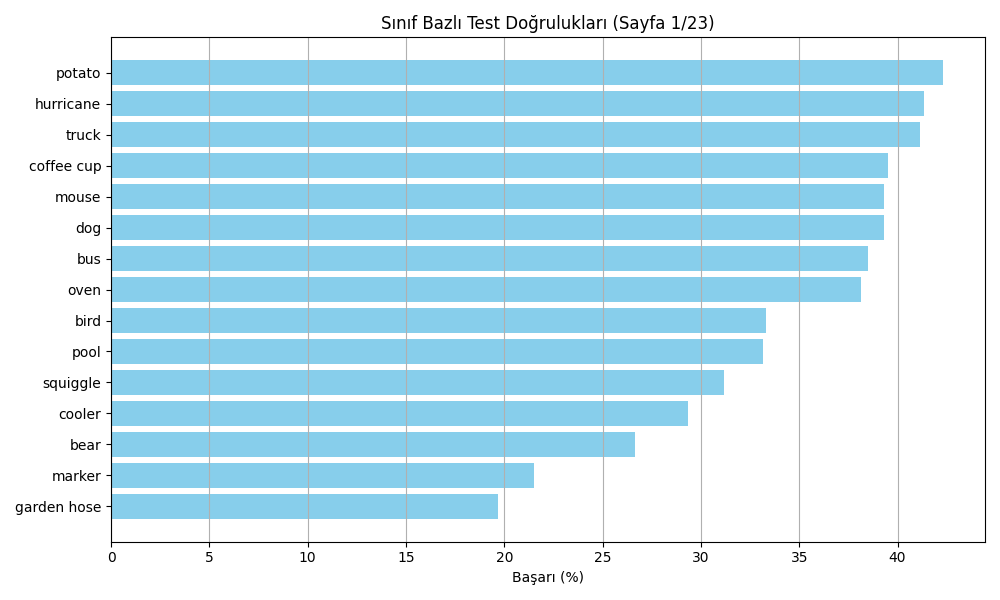 Sınıf Bazlı Test Doğrulukları (Sayfa 1/23)
potato
hurricane
truck
coffee cup
mouse
dog
bus
oven
bird
pool
squiggle
cooler
bear
marker
garden hose
0 5 10 15 20 25 30 35 40
Başarı (%)